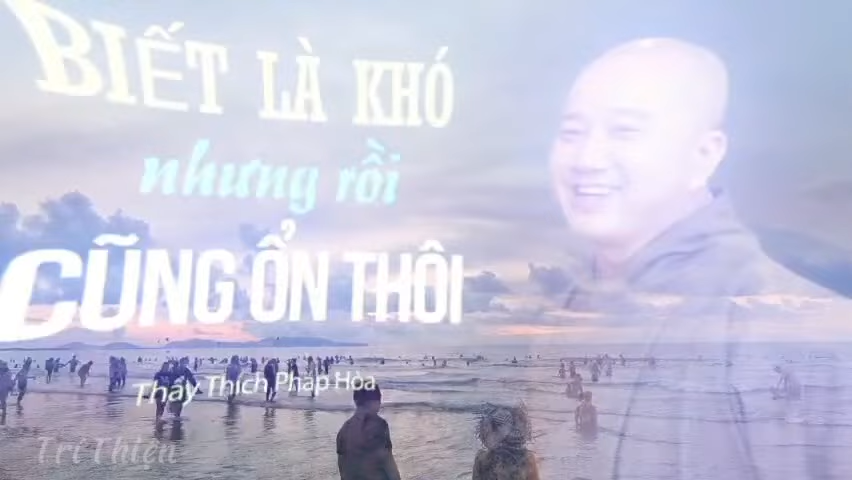 BIẾT LÀ KHÓ
nhưng rồi
CŨNG ỔN THÔI
Thầy Thích Pháp Hòa
Trí Thiện